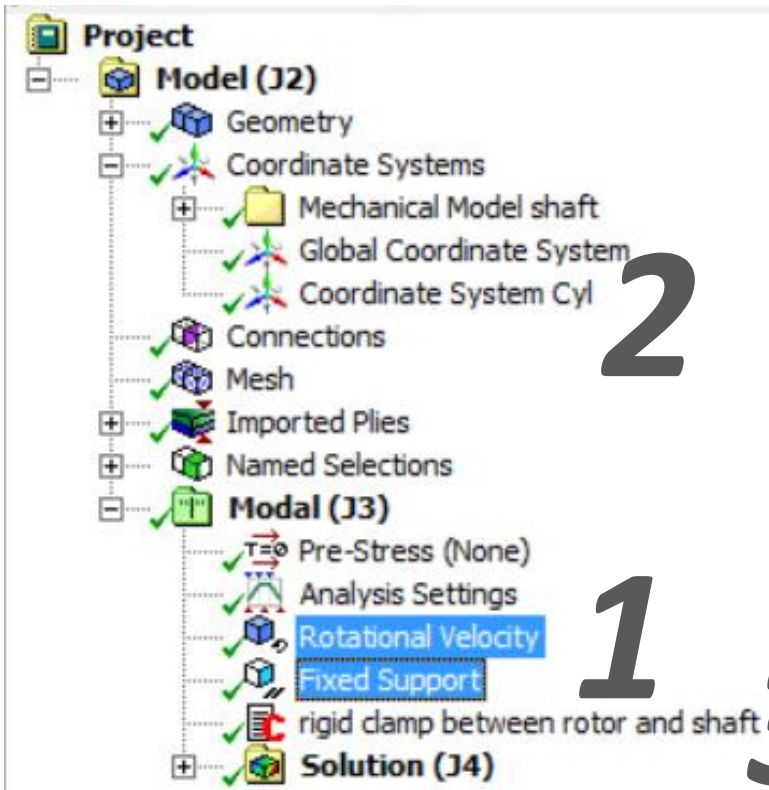 Project
Model (J2)
Geometry
Coordinate Systems
Mechanical Model shaft
Global Coordinate System
Coordinate System Cyl
2
Connections
Mesh
Imported Plies
Named Selections
Modal (J3)
T=0 Pre-Stress (None)
Analysis Settings
Rotational Velocity
1
Fixed Support
rigid clamp between rotor and shaft
Solution (J4)